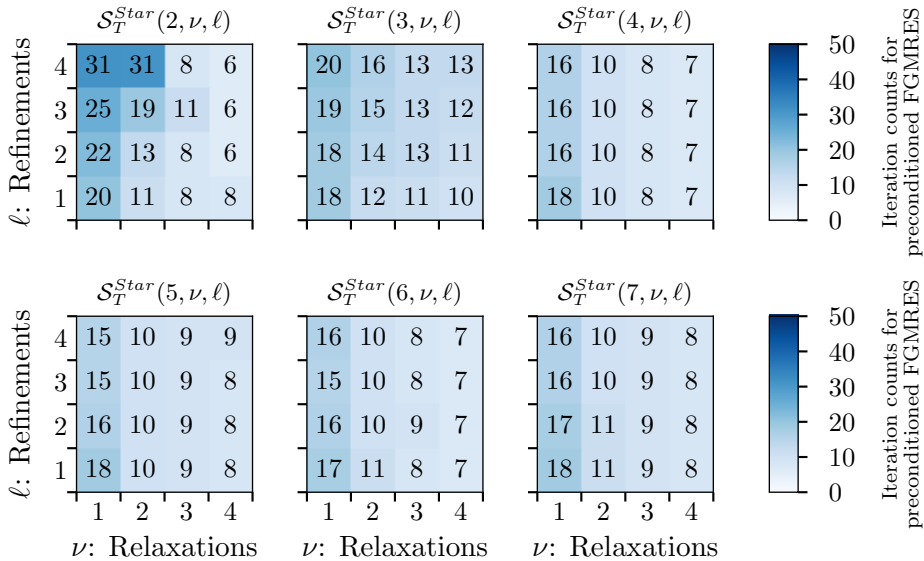 $\mathcal{S}_T^{Star}(2, \nu, \ell)$ $\mathcal{S}_T^{Star}(3, \nu, \ell)$ $\mathcal{S}_T^{Star}(4, \nu, \ell)$
4 31 31 8 6 20 16 13 13 16 10 8 7 50
3 25 19 11 6 19 15 13 12 16 10 8 7 40
30
2 22 13 8 6 18 14 13 11 16 10 8 7 20
1 20 11 8 8 18 12 11 10 18 10 8 7 10
0
ℓ: Refinements
Iteration counts for
preconditioned FGMRES
$\mathcal{S}_T^{Star}(5, \nu, \ell)$ $\mathcal{S}_T^{Star}(6, \nu, \ell)$ $\mathcal{S}_T^{Star}(7, \nu, \ell)$
4 15 10 9 9 16 10 8 7 16 10 9 8 50
3 15 10 9 8 15 10 8 7 16 10 9 8 40
30
2 16 10 9 8 16 10 9 7 17 11 9 8 20
1 18 10 9 8 17 11 8 7 18 11 9 8 10
0
ℓ: Refinements
Iteration counts for
preconditioned FGMRES
1 2 3 4 1 2 3 4 1 2 3 4
ν: Relaxations ν: Relaxations ν: Relaxations